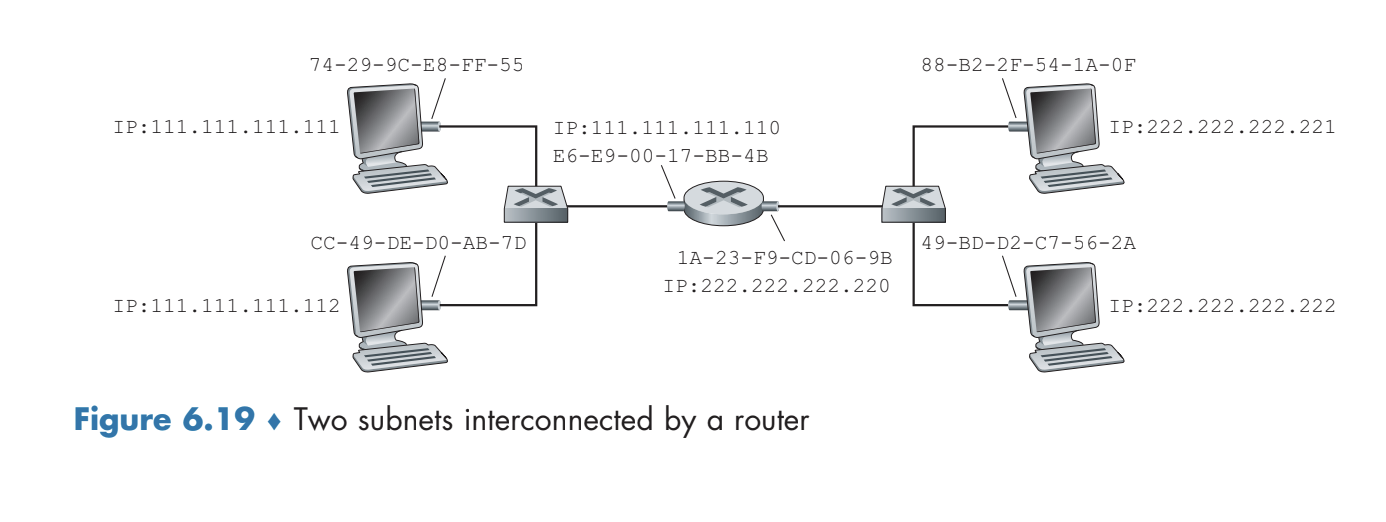 74-29-9C-E8-FF-55
88-B2-2F-54-1A-0F
IP:111.111.111.111
IP:111.111.111.110
E6-E9-00-17-BB-4B
IP:222.222.222.221
CC-49-DE-D0-AB-7D
1A-23-F9-CD-06-9B
IP:222.222.222.220
49-BD-D2-C7-56-2A
IP:111.111.111.112
IP:222.222.222.222
Figure 6.19 ♦ Two subnets interconnected by a router